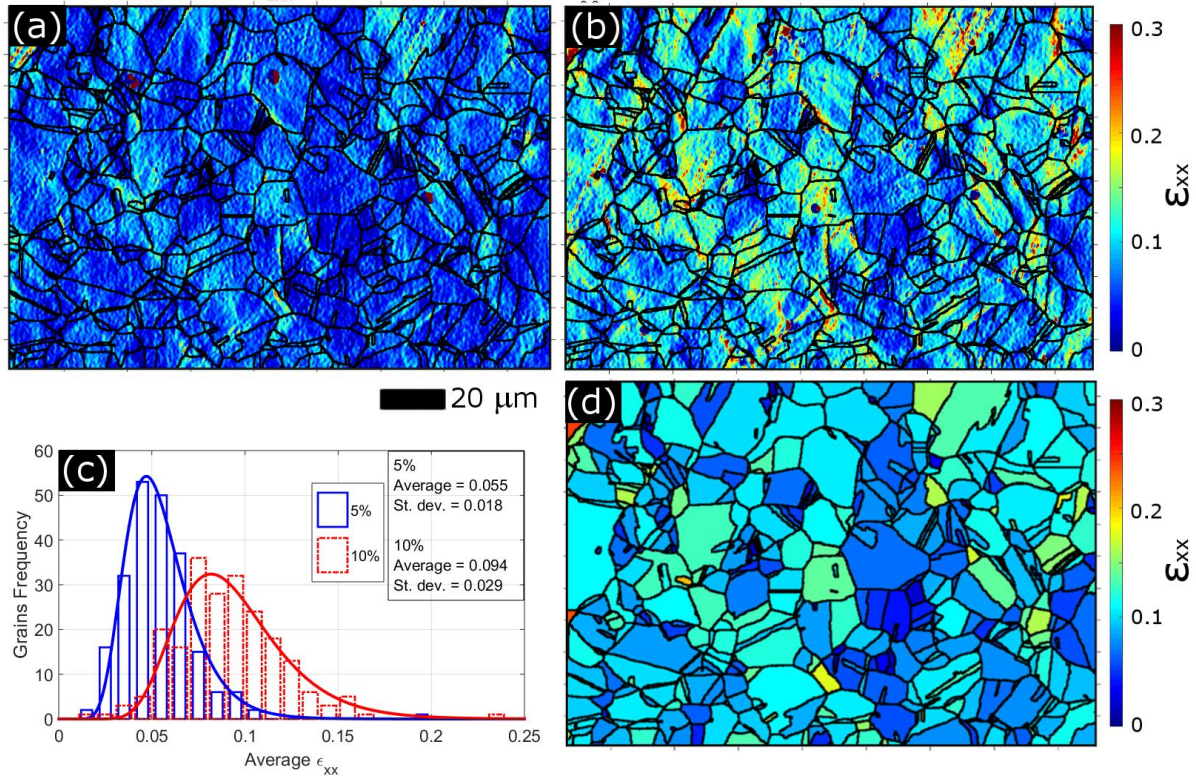 (a)
(b)
0.3
0.2
0.1
0
εxx
20 μm
(c)
60
50
40
30
20
10
0
Grains Frequency
0
0.05
0.1
0.15
0.2
0.25
Average ϵxx
5%
10%
5%
Average = 0.055
St. dev. = 0.018
10%
Average = 0.094
St. dev. = 0.029
(d)
0.3
0.2
0.1
0
εxx